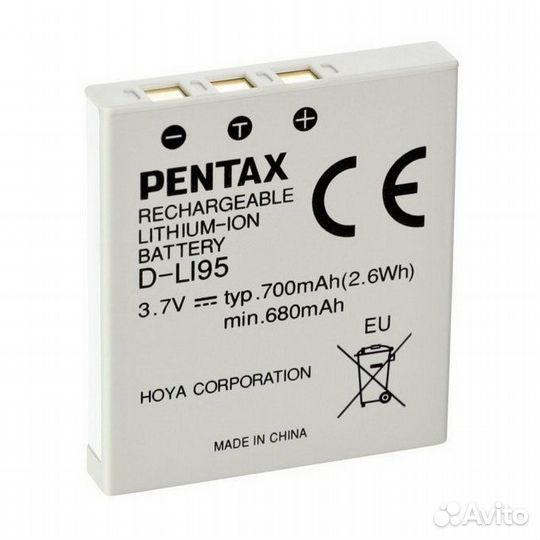 - T +
PENTAX
RECHARGEABLE
LITHIUM-ION
BATTERY
D-LI95
3.7V ⎓ typ.700mAh(2.6Wh)
min.680mAh
CE
EU
HOYA CORPORATION
MADE IN CHINA
Avito